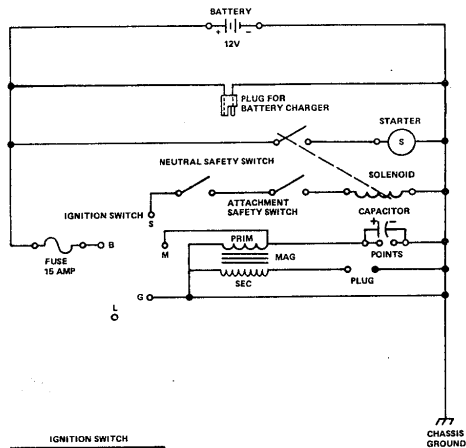 BATTERY
+ −
12V
PLUG FOR
BATTERY CHARGER
STARTER
S
NEUTRAL SAFETY SWITCH
SOLENOID
ATTACHMENT
SAFETY SWITCH
IGNITION SWITCH
S
CAPACITOR
+ −
PRIM
B
M
MAG
POINTS
FUSE
15 AMP
SEC
PLUG
G
L
CHASSIS
GROUND
IGNITION SWITCH